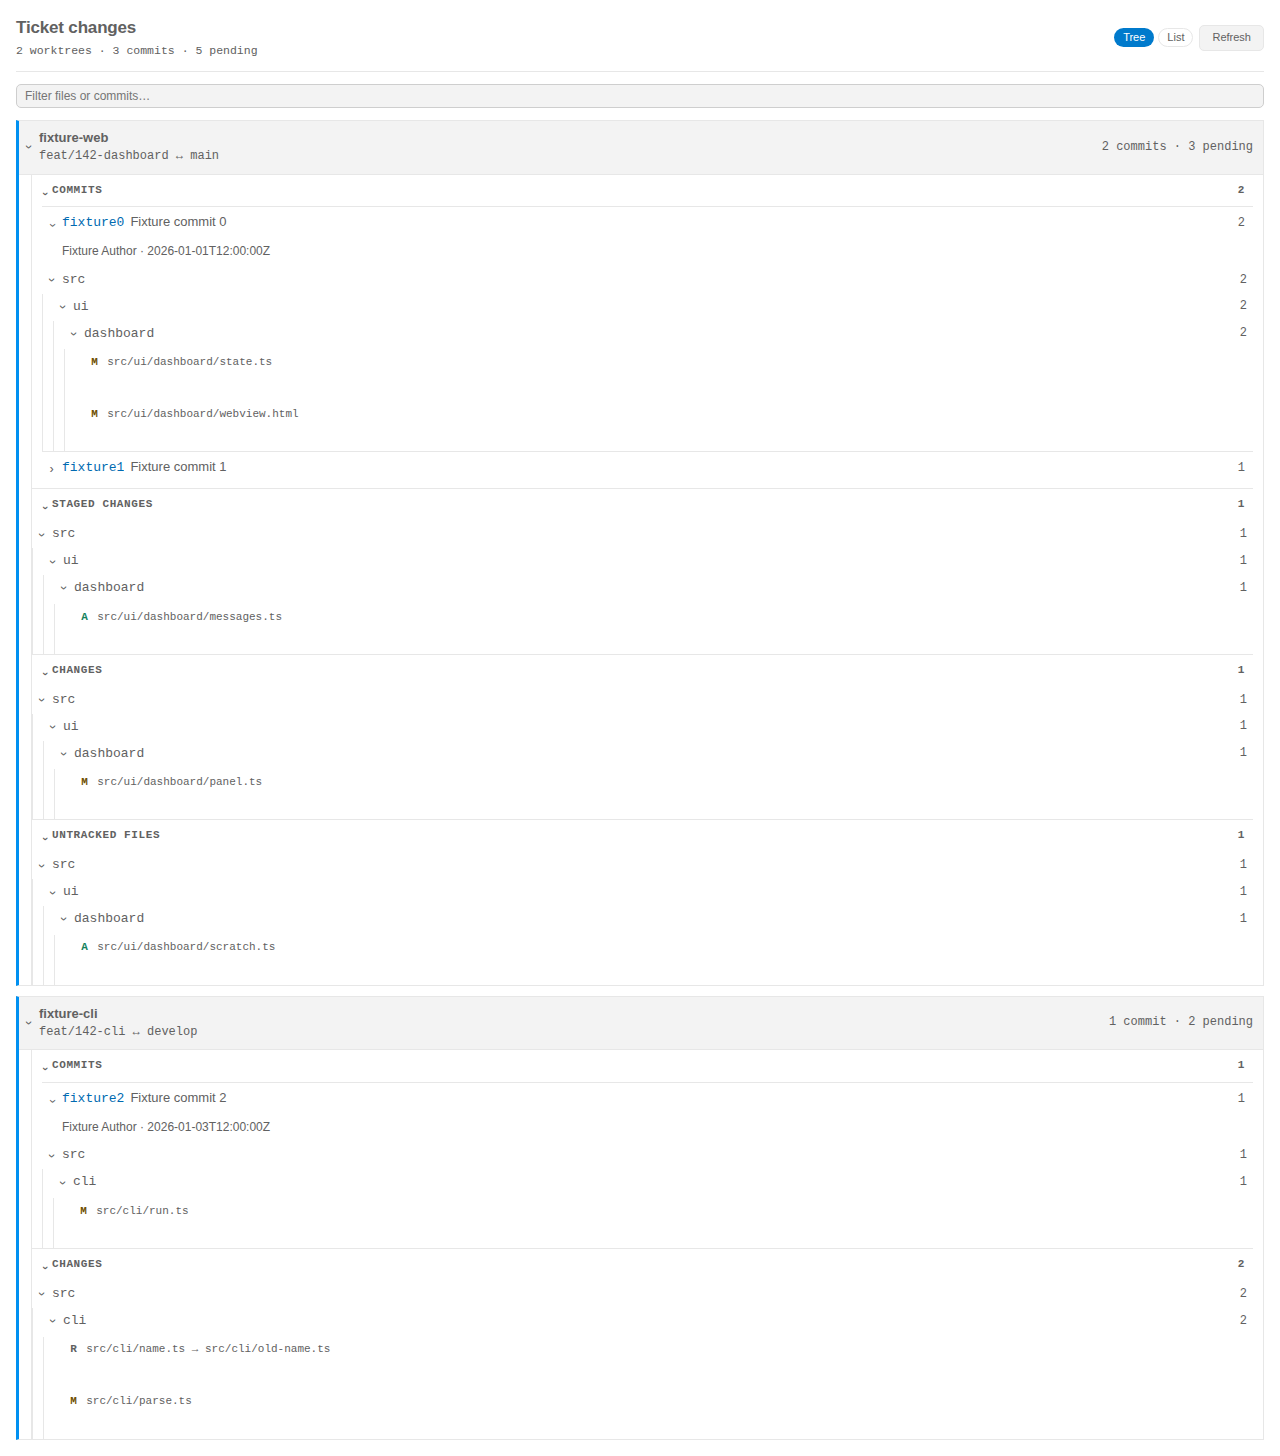 Ticket changes
2 worktrees · 3 commits · 5 pending
Tree List Refresh
Filter files or commits…
fixture-web
feat/142-dashboard ↔ main
2 commits · 3 pending
COMMITS 2
fixture0 Fixture commit 0 2
Fixture Author · 2026-01-01T12:00:00Z
src 2
ui 2
dashboard 2
M src/ui/dashboard/state.ts
M src/ui/dashboard/webview.html
fixture1 Fixture commit 1 1
STAGED CHANGES 1
src 1
ui 1
dashboard 1
A src/ui/dashboard/messages.ts
CHANGES 1
src 1
ui 1
dashboard 1
M src/ui/dashboard/panel.ts
UNTRACKED FILES 1
src 1
ui 1
dashboard 1
A src/ui/dashboard/scratch.ts
fixture-cli
feat/142-cli ↔ develop
1 commit · 2 pending
COMMITS 1
fixture2 Fixture commit 2 1
Fixture Author · 2026-01-03T12:00:00Z
src 1
cli 1
M src/cli/run.ts
CHANGES 2
src 2
cli 2
R src/cli/name.ts → src/cli/old-name.ts
M src/cli/parse.ts